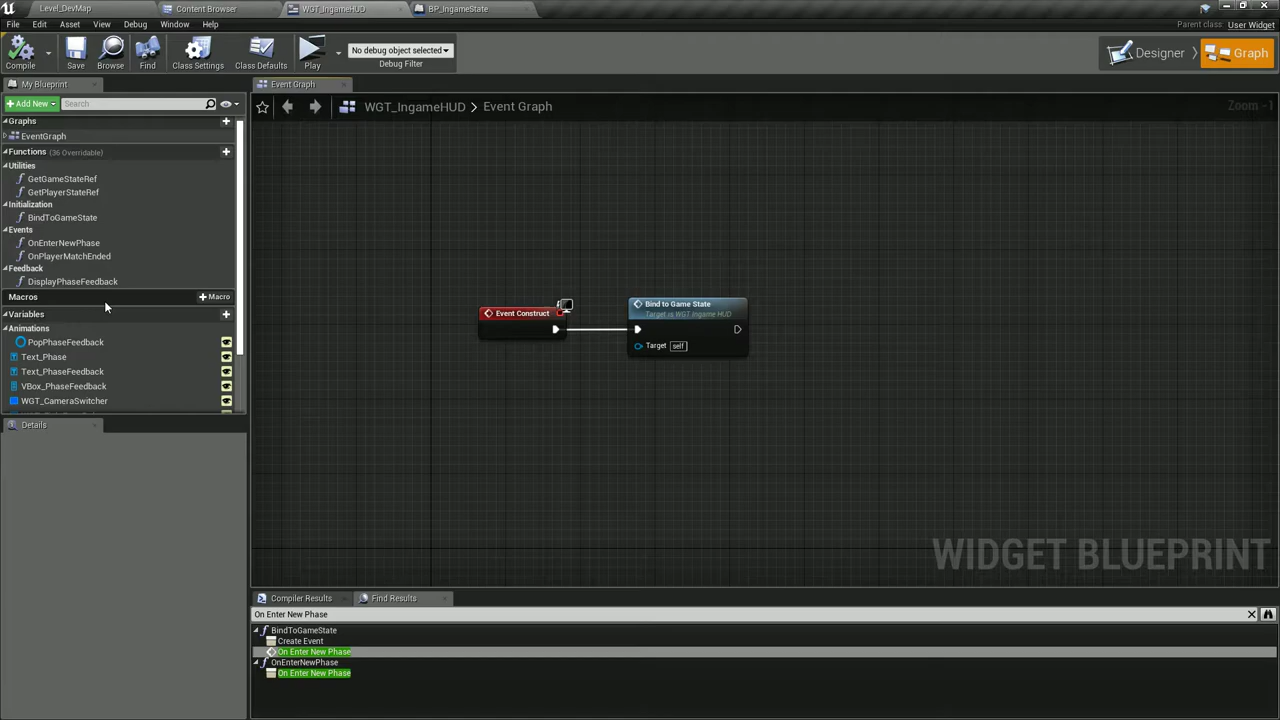 Level_DevMap
Content Browser
WGT_IngameHUD
BP_IngameState
File Edit Asset View Debug Window Help
Parent class: User Widget
Compile
Save
Browse
Find
Class Settings
Class Defaults
Play
No debug object selected
Debug Filter
Designer
Graph
My Blueprint
Event Graph
Add New
Search
WGT_IngameHUD > Event Graph
Zoom -1
Graphs
EventGraph
Functions (36 Overridable)
Utilities
GetGameStateRef
GetPlayerStateRef
Initialization
BindToGameState
Events
OnEnterNewPhase
OnPlayerMatchEnded
Feedback
DisplayPhaseFeedback
Macros
+ Macro
Variables
Animations
PopPhaseFeedback
Text_Phase
Text_PhaseFeedback
VBox_PhaseFeedback
WGT_CameraSwitcher
Details
Event Construct
Bind to Game State
Target is WGT Ingame HUD
Target self
WIDGET BLUEPRINT
Compiler Results
Find Results
On Enter New Phase
BindToGameState
Create Event
On Enter New Phase
OnEnterNewPhase
On Enter New Phase